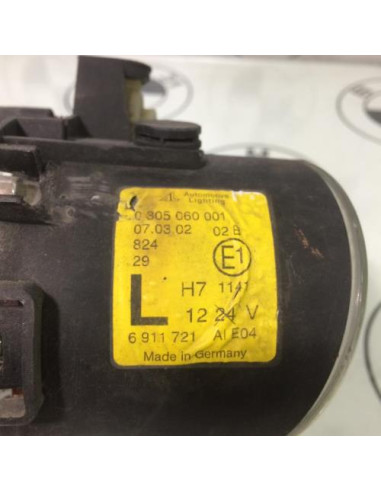 Automotive
Lighting
0 305 060 001
07.03.02 02 B
824
29
E1
L H7 1141
12 24 V
6 911 721 AI E04
Made in Germany